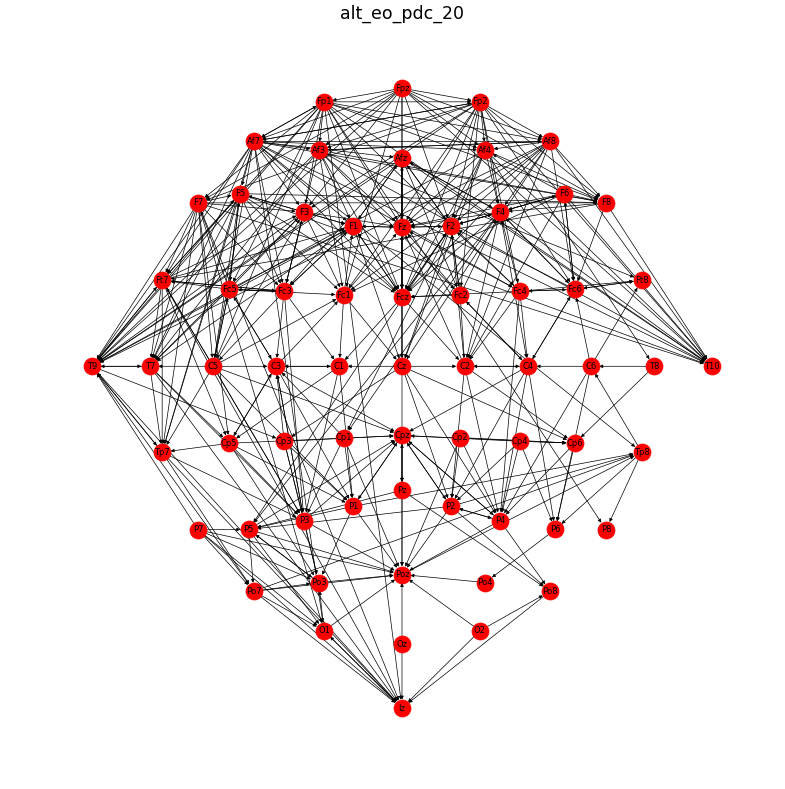 alt_eo_pdc_20
Fpz
Fp1 Fp2
Af7 Af8
Af3 Af4
Afz
F5 F6
F7 F8
F3 F4
F1 Fz F2
Ft7 Ft8
Fc5 Fc3 Fc4 Fc6
Fc1 Fcz Fc2
T9 T7 C5 C3 C1 Cz C2 C4 C6 T8 T10
Cp5 Cp3 Cp1 Cpz Cp2 Cp4 Cp6
Tp7 Tp8
Pz
P1 P2
P3 P4
P7 P5 P6 P8
Poz
Po7 Po3 Po4 Po8
O1 O2
Oz
Iz